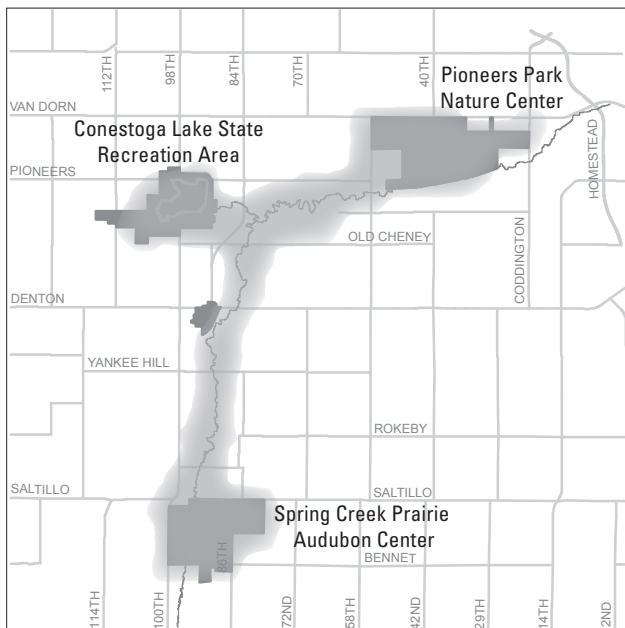 112TH
98TH
84TH
70TH
40TH
Pioneers Park
Nature Center
VAN DORN
Conestoga Lake State
Recreation Area
PIONEERS
HOMESTEAD
OLD CHENEY
CODDINGTON
DENTON
YANKEE HILL
ROKEBY
SALTILLO
SALTILLO
Spring Creek Prairie
Audubon Center
86TH
BENNET
114TH
100TH
72ND
58TH
42ND
29TH
14TH
2ND